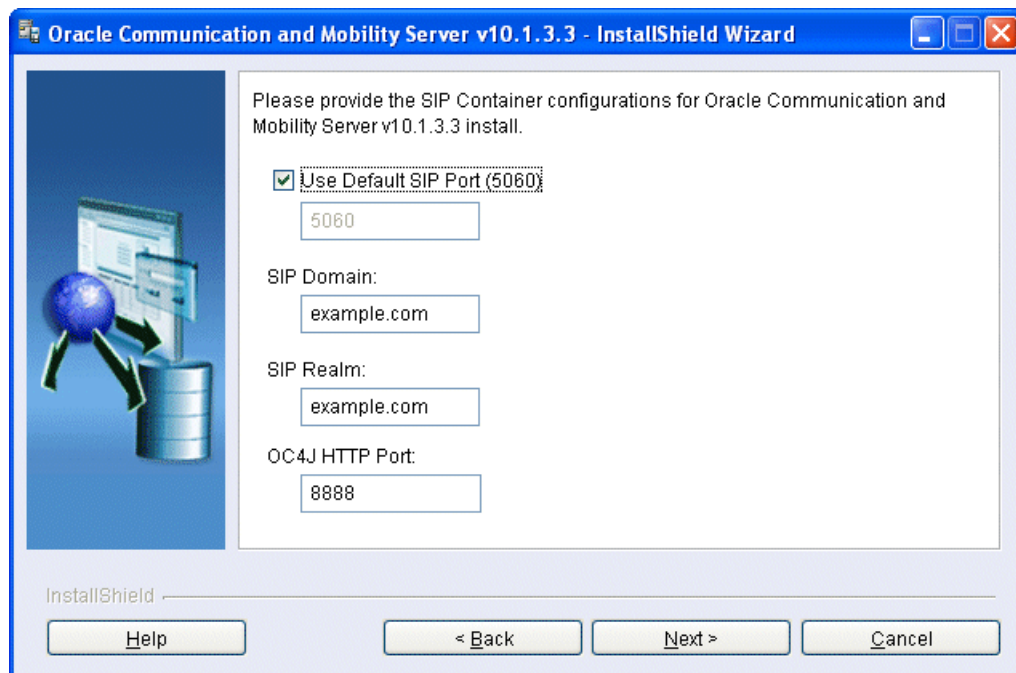 Oracle Communication and Mobility Server v10.1.3.3 - InstallShield Wizard
Please provide the SIP Container configurations for Oracle Communication and
Mobility Server v10.1.3.3 install.
Use Default SIP Port (5060)
5060
SIP Domain:
example.com
SIP Realm:
example.com
OC4J HTTP Port:
8888
InstallShield
Help
< Back
Next >
Cancel